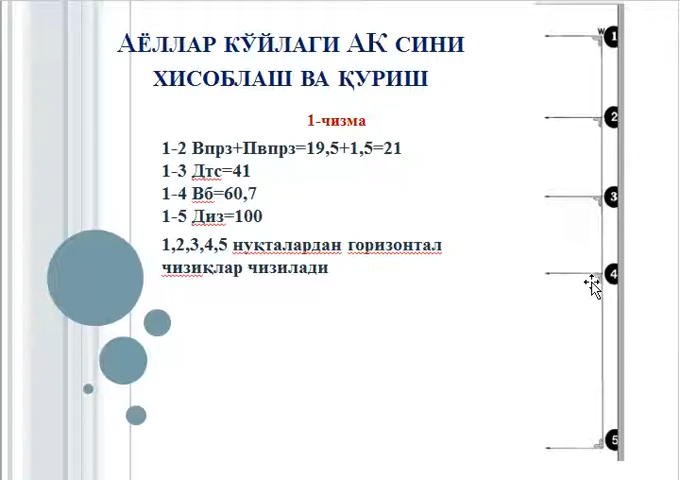 Аёллар кўйлаги АК сини
хисоблаш ва қуриш
1-чизма
1-2 Впрз+Пвпрз=19,5+1,5=21
1-3 Дтс=41
1-4 Вб=60,7
1-5 Диз=100
1,2,3,4,5 нуқталардан горизонтал
чизиқлар чизилади
1
2
3
4
5